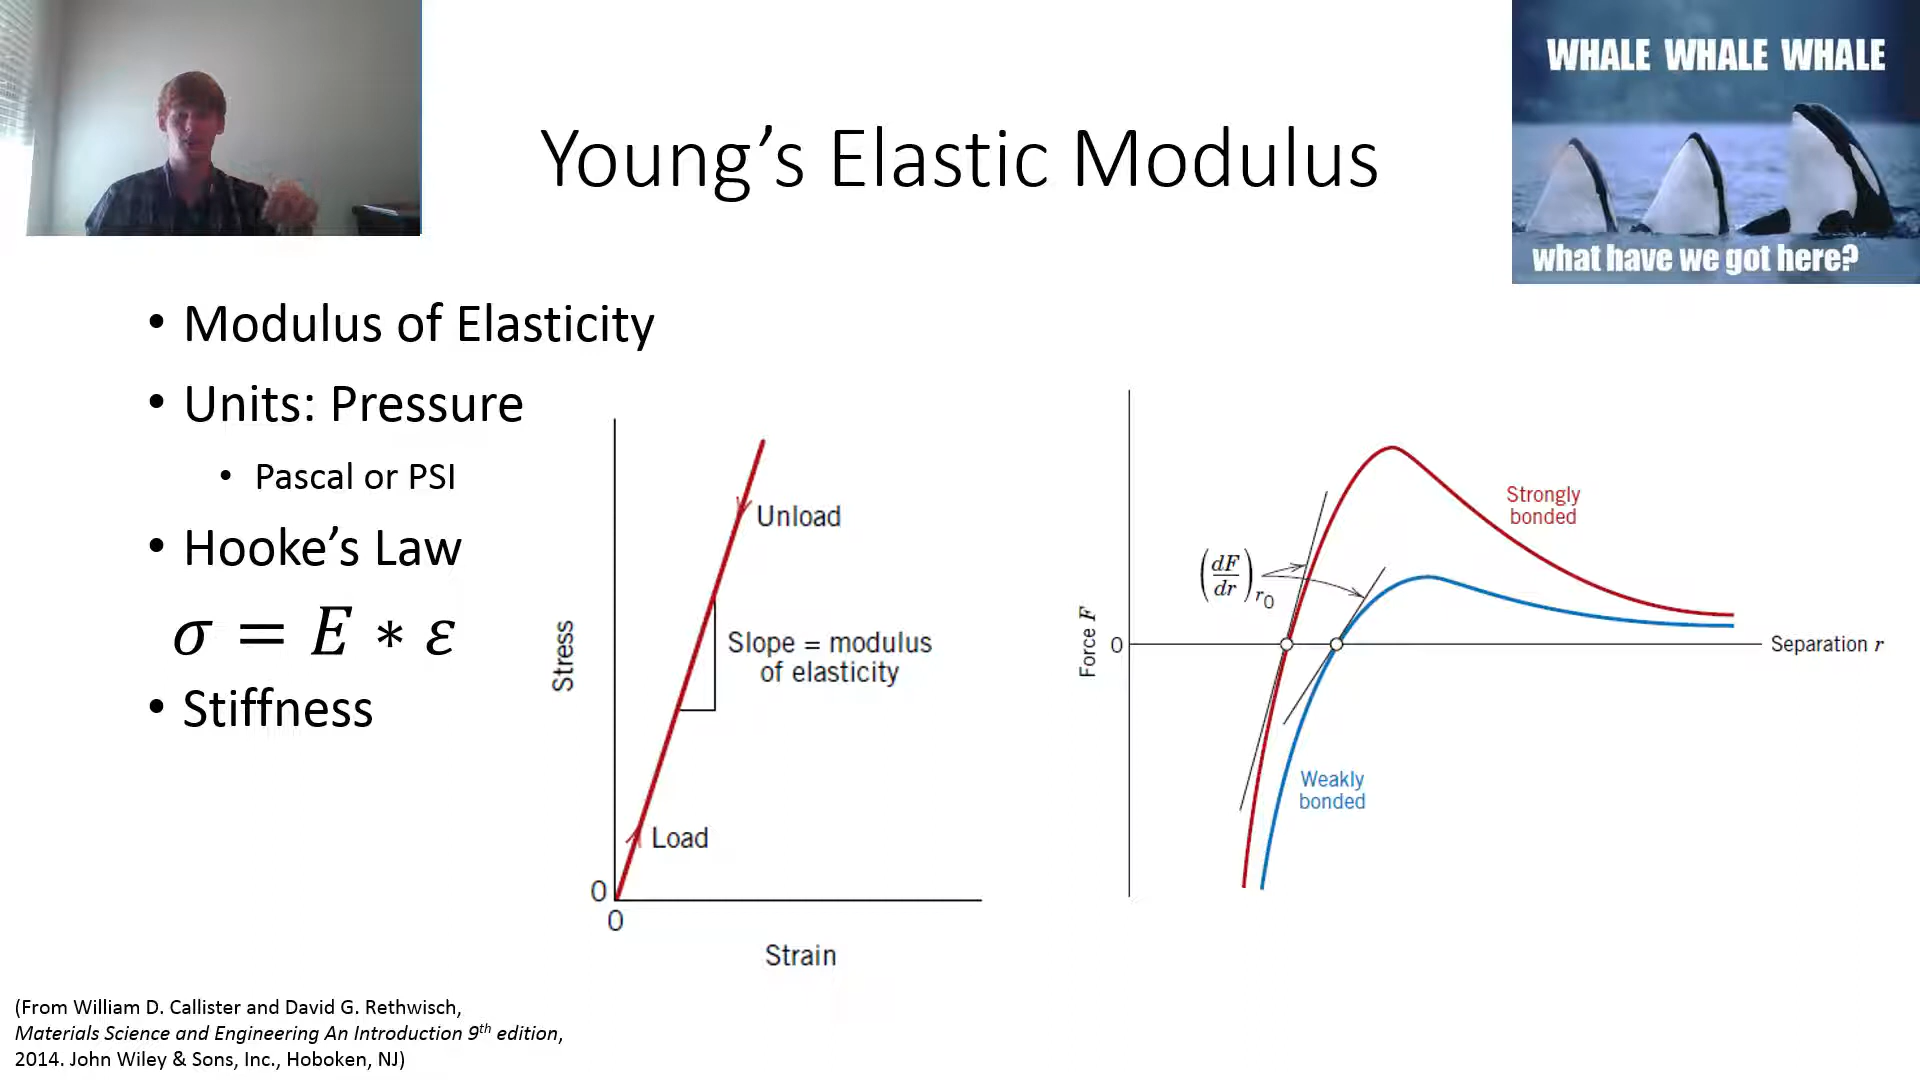 WHALE WHALE WHALE
what have we got here?
Young’s Elastic Modulus
• Modulus of Elasticity
• Units: Pressure
• Pascal or PSI
• Hooke’s Law
σ = E * ε
• Stiffness
Stress
Unload
Slope = modulus
of elasticity
Load
0
0
Strain
Force F
0
(dF/dr)r0
Strongly
bonded
Weakly
bonded
Separation r
(From William D. Callister and David G. Rethwisch,
Materials Science and Engineering An Introduction 9th edition,
2014. John Wiley & Sons, Inc., Hoboken, NJ)